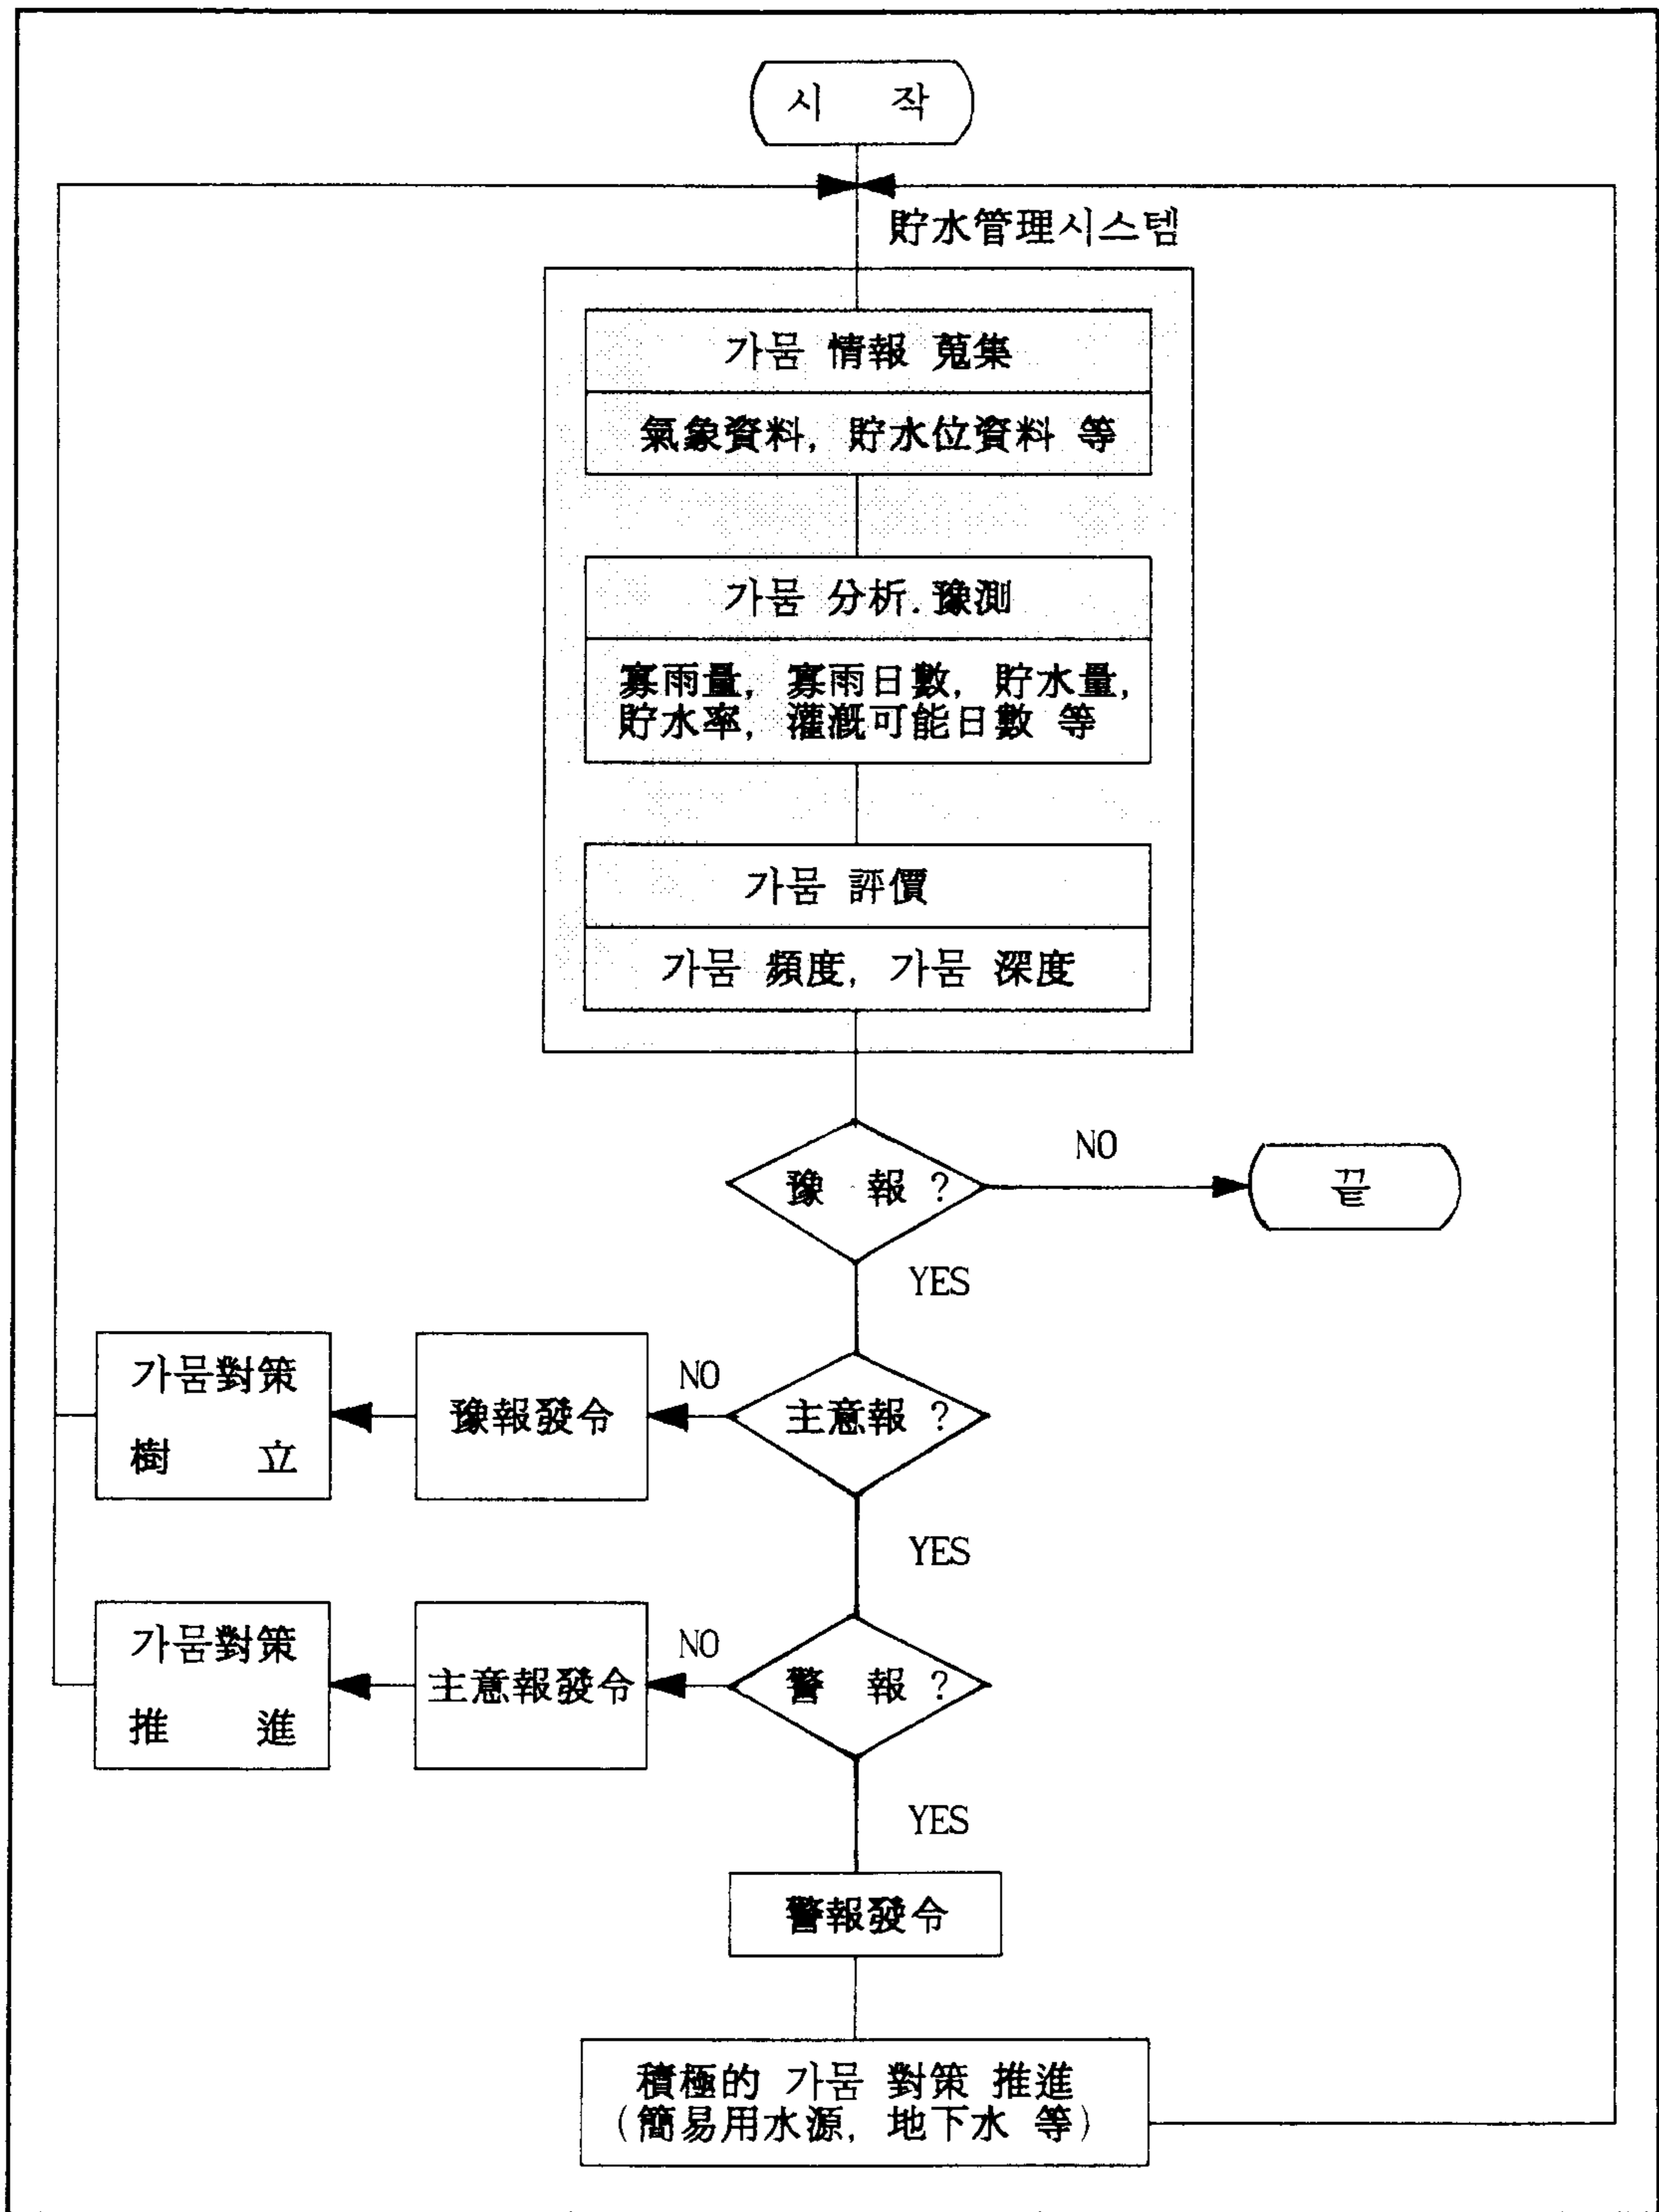 시 작
貯水管理시스템
가뭄 情報 蒐集
氣象資料, 貯水位資料 等
가뭄 分析.豫測
寡雨量, 寡雨日數, 貯水量,
貯水率, 灌漑可能日數 等
가뭄 評價
가뭄 頻度, 가뭄 深度
豫 報 ?
NO
끝
YES
主意報 ?
NO
豫報發令
가뭄對策
樹 立
YES
警 報 ?
NO
主意報發令
가뭄對策
推 進
YES
警報發令
積極的 가뭄 對策 推進
(簡易用水源, 地下水 等)